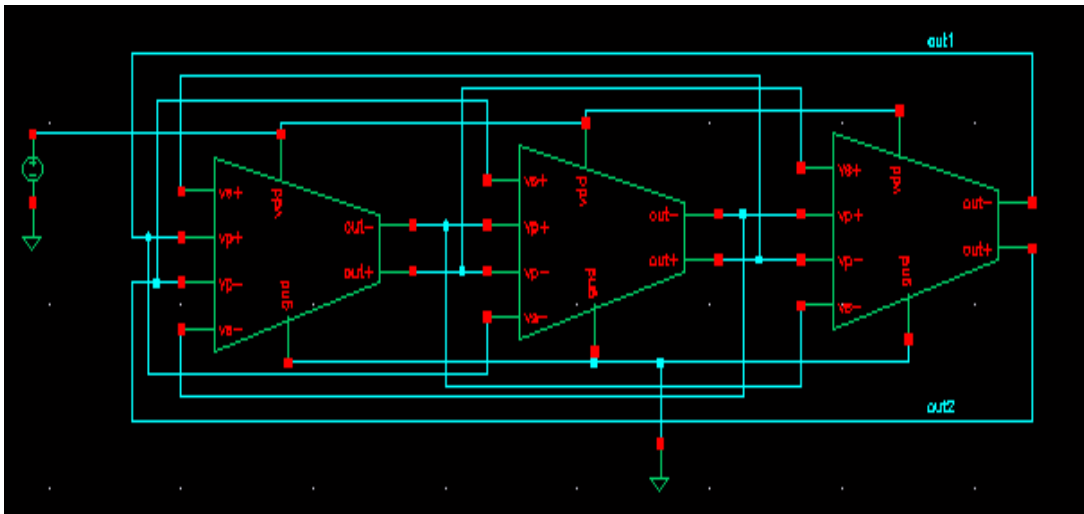 out1
vs+
vdd
vp+
out-
vp-
out+
gnd
vs-
vs+
vdd
vp+
out-
vp-
out+
gnd
vs-
vs+
vdd
vp+
out-
vp-
out+
gnd
vs-
out2